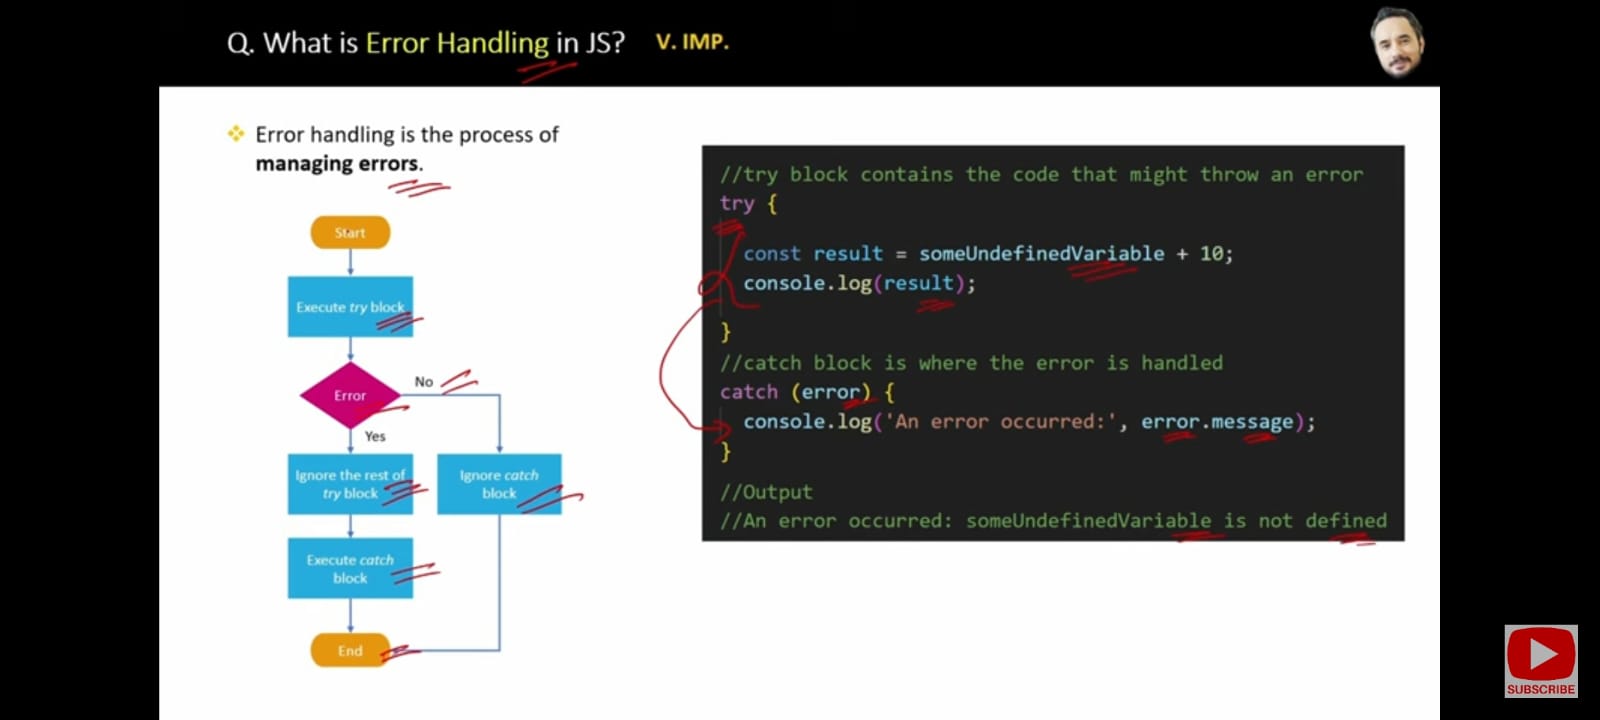 Q. What is Error Handling in JS? V. IMP.
Error handling is the process of
managing errors.
Start
Execute try block
Error
No
Yes
Ignore the rest of
try block
Ignore catch
block
Execute catch
block
End
//try block contains the code that might throw an error
try {
const result = someUndefinedVariable + 10;
console.log(result);
}
//catch block is where the error is handled
catch (error) {
console.log('An error occurred:', error.message);
}
//Output
//An error occurred: someUndefinedVariable is not defined
SUBSCRIBE